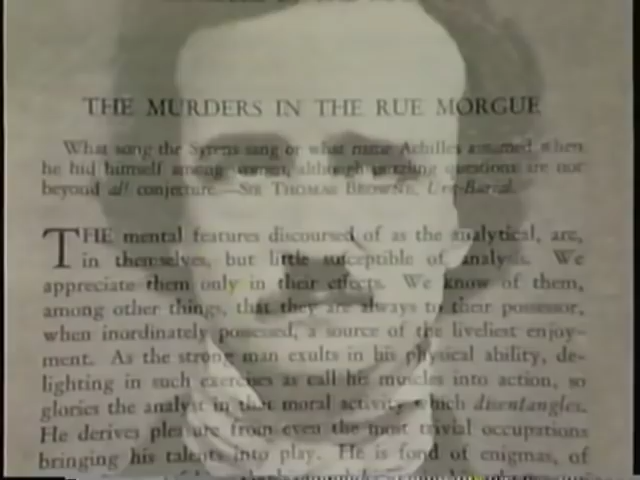 THE MURDERS IN THE RUE MORGUE
What song the Syrens sang or what name Achilles assumed when
he hid himself among women, although puzzling questions are not
beyond all conjecture.—SIR THOMAS BROWNE, Urn-Burial.
THE mental features discoursed of as the analytical, are,
in themselves, but little susceptible of analysis. We
appreciate them only in their effects. We know of them,
among other things, that they are always to their possessor,
when inordinately possessed, a source of the liveliest enjoy-
ment. As the strong man exults in his physical ability, de-
lighting in such exercises as call his muscles into action, so
glories the analyst in that moral activity which disentangles.
He derives pleasure from even the most trivial occupations
bringing his talents into play. He is fond of enigmas, of